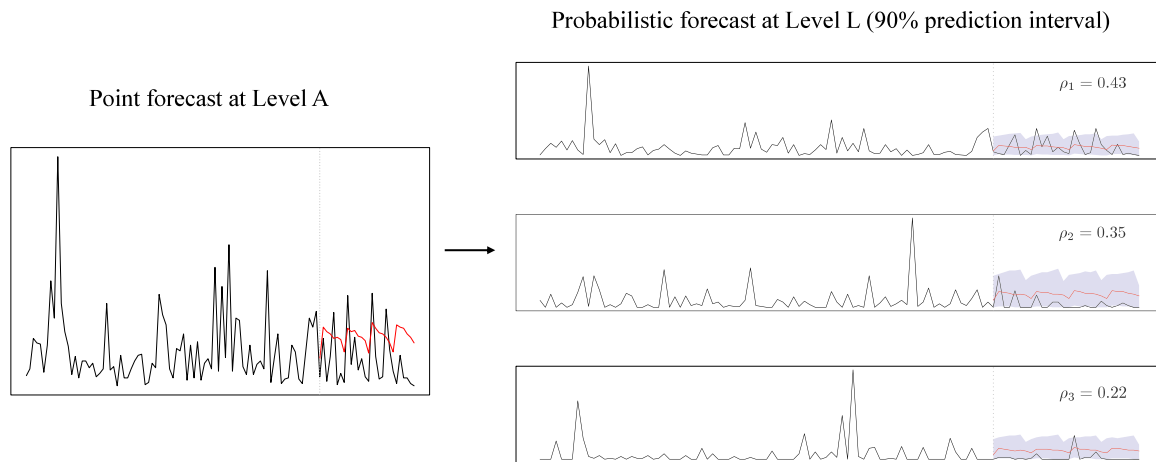 Probabilistic forecast at Level L (90% prediction interval)
Point forecast at Level A
ρ₁ = 0.43
ρ₂ = 0.35
ρ₃ = 0.22